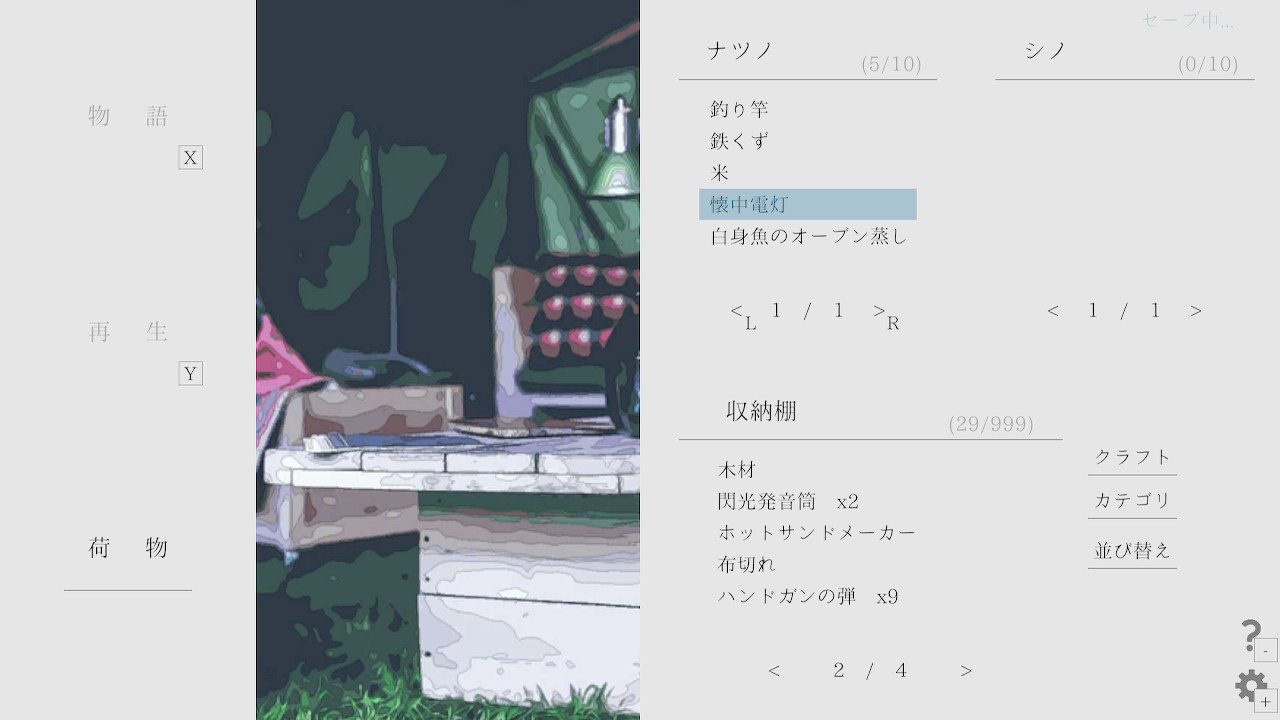 セーブ中...
物 語
X
再 生
Y
荷 物
ナツノ (5/10)
釣り竿
鉄くず
米
懐中電灯
白身魚のオーブン蒸し
< L 1 / 1 > R
シノ (0/10)
< 1 / 1 >
収納棚 (29/999)
木材
閃光発音筒 x2
ホットサンドメーカー
布切れ
ハンドガンの弾 x9
< 2 / 4 >
クラフト
カテゴリ
並び替え
?
-
+